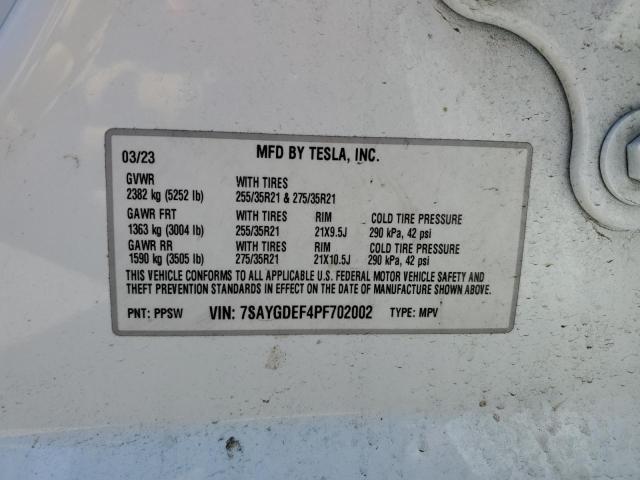 03/23 MFD BY TESLA, INC.
GVWR WITH TIRES
2382 kg (5252 lb) 255/35R21 & 275/35R21
GAWR FRT WITH TIRES RIM COLD TIRE PRESSURE
1363 kg (3004 lb) 255/35R21 21X9.5J 290 kPa, 42 psi
GAWR RR WITH TIRES RIM COLD TIRE PRESSURE
1590 kg (3505 lb) 275/35R21 21X10.5J 290 kPa, 42 psi
THIS VEHICLE CONFORMS TO ALL APPLICABLE U.S. FEDERAL MOTOR VEHICLE SAFETY AND
THEFT PREVENTION STANDARDS IN EFFECT ON THE DATE OF MANUFACTURE SHOWN ABOVE.
PNT: PPSW VIN: 7SAYGDEF4PF702002 TYPE: MPV